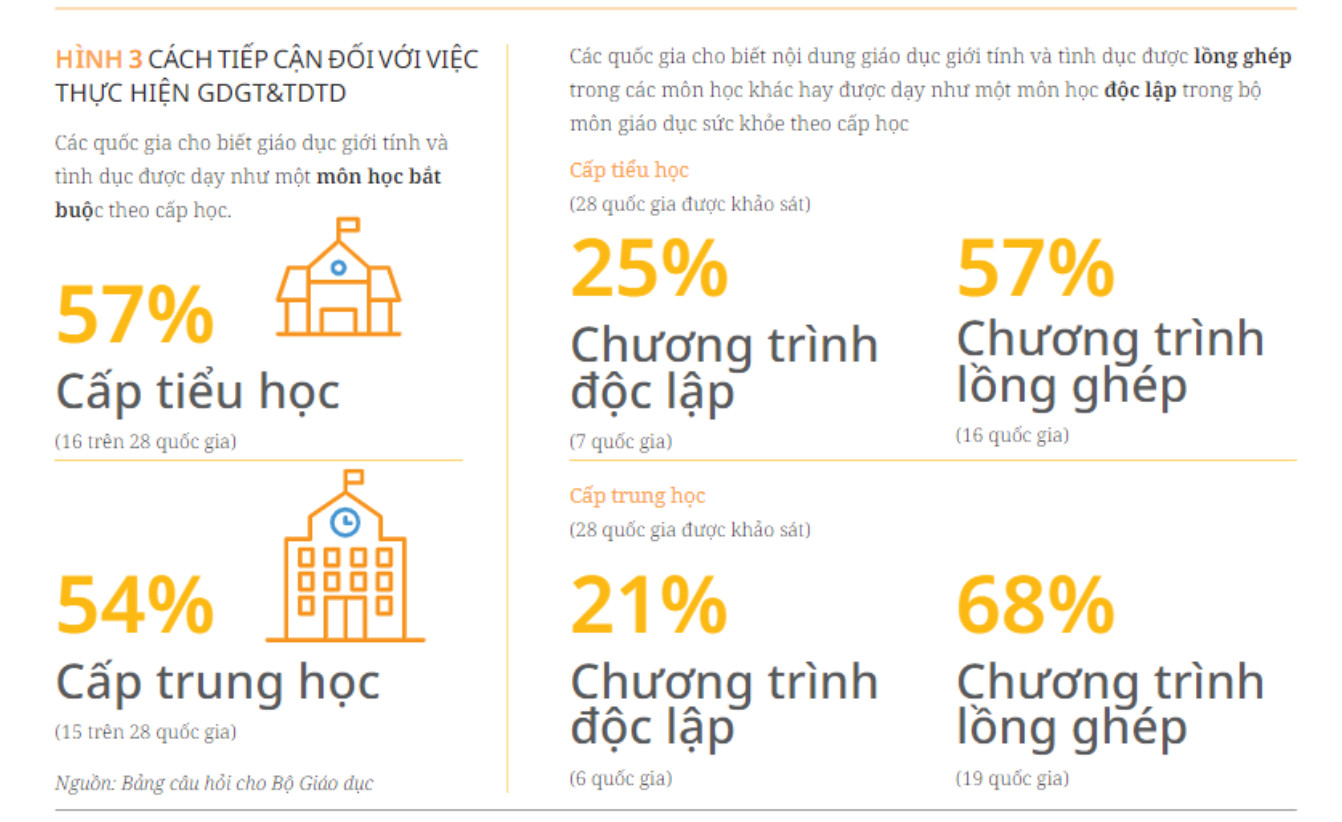 HÌNH 3 CÁCH TIẾP CẬN ĐỐI VỚI VIỆC
THỰC HIỆN GDGT&TDTD
Các quốc gia cho biết giáo dục giới tính và
tình dục được dạy như một môn học bắt
buộc theo cấp học.
57%
Cấp tiểu học
(16 trên 28 quốc gia)
54%
Cấp trung học
(15 trên 28 quốc gia)
Nguồn: Bảng câu hỏi cho Bộ Giáo dục
Các quốc gia cho biết nội dung giáo dục giới tính và tình dục được lồng ghép
trong các môn học khác hay được dạy như một môn học độc lập trong bộ
môn giáo dục sức khỏe theo cấp học
Cấp tiểu học
(28 quốc gia được khảo sát)
25%
Chương trình
độc lập
(7 quốc gia)
57%
Chương trình
lồng ghép
(16 quốc gia)
Cấp trung học
(28 quốc gia được khảo sát)
21%
Chương trình
độc lập
(6 quốc gia)
68%
Chương trình
lồng ghép
(19 quốc gia)